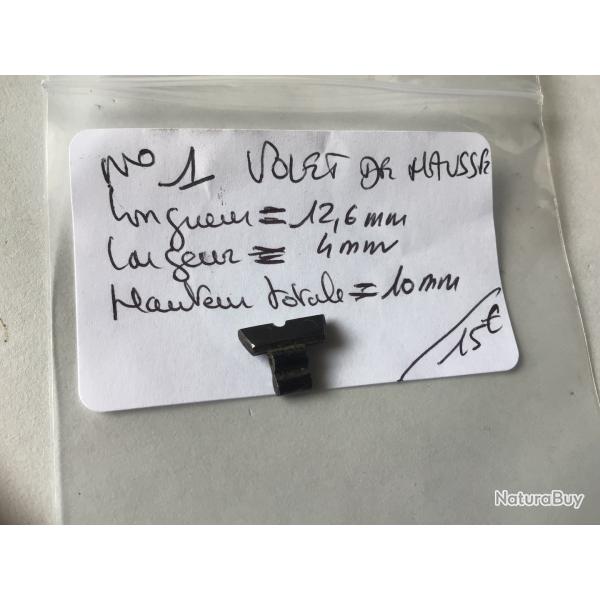 N° 1 VOLET DE HAUSSE
longueur = 12,6 mm
largeur = 4 mm
Hauteur totale = 10 mm
15€
NaturaBuy